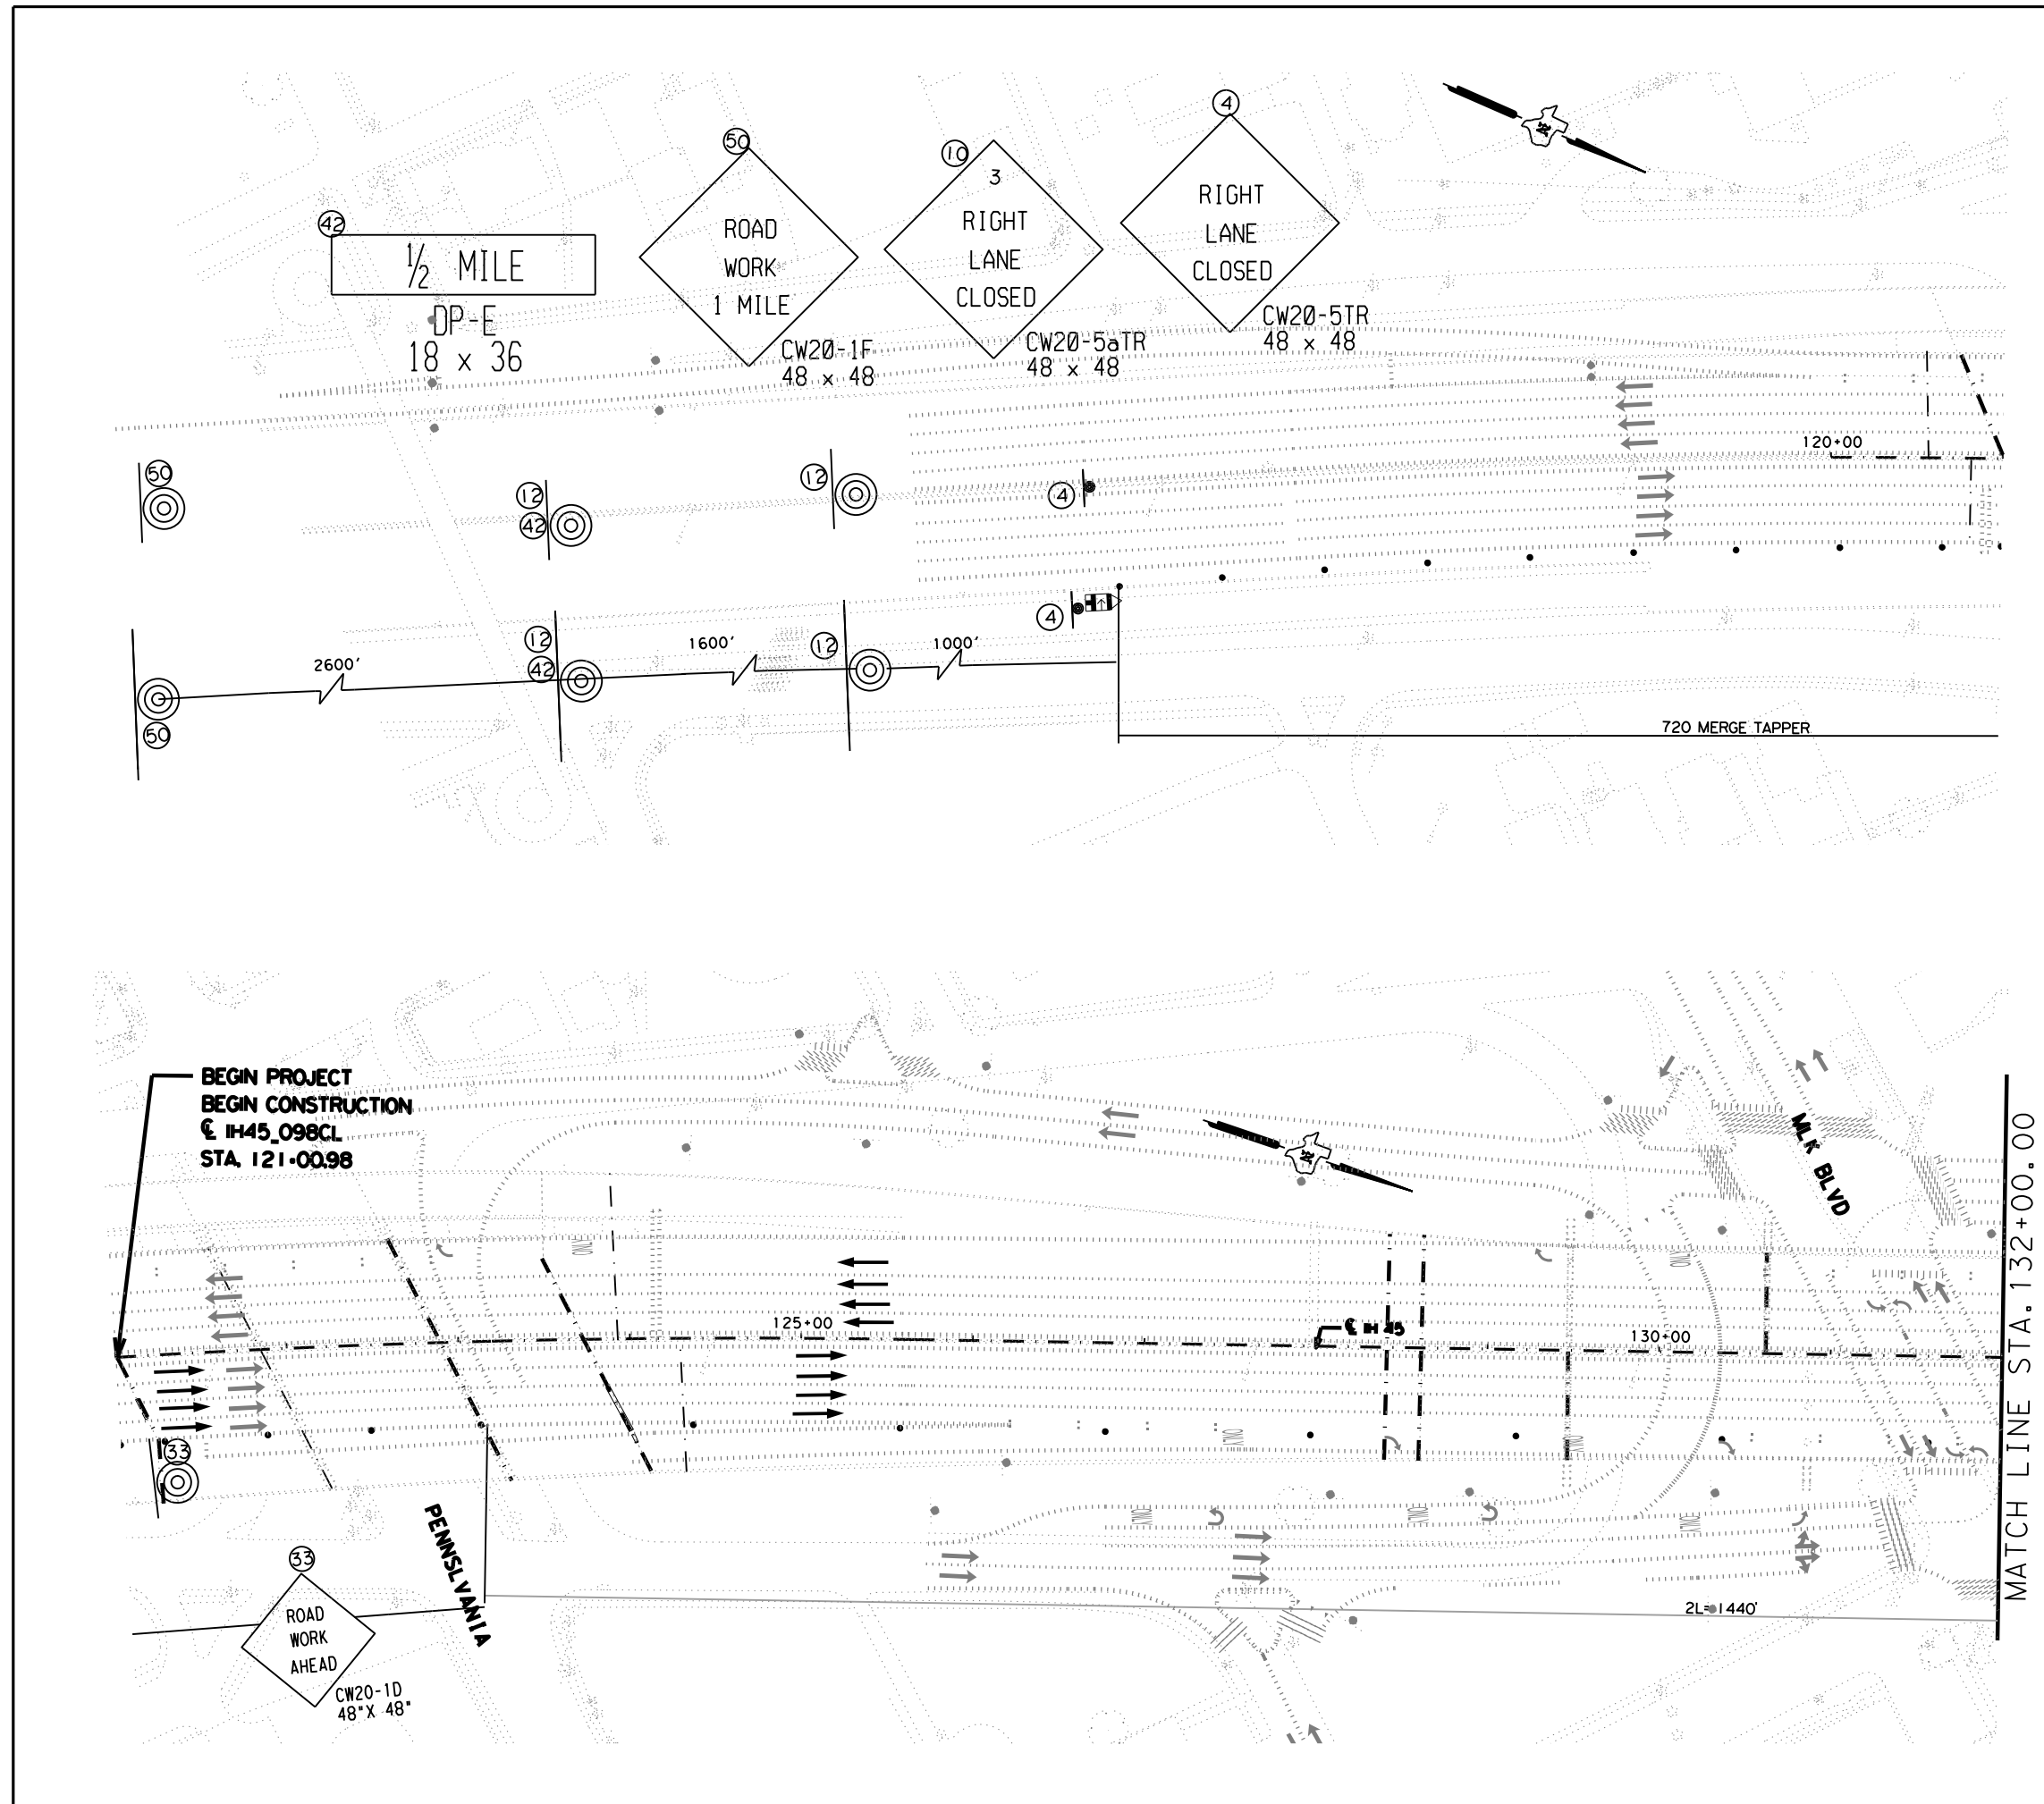 42
½ MILE
DP-E
18 x 36
50
ROAD
WORK
1 MILE
CW20-1F
48 x 48
10
3
RIGHT
LANE
CLOSED
CW20-5aTR
48 x 48
4
RIGHT
LANE
CLOSED
CW20-5TR
48 x 48
N
120+00
50
12
42
12
4
4
12
42
12
50
2600'
1600'
1000'
720 MERGE TAPPER
BEGIN PROJECT
BEGIN CONSTRUCTION
℄ IH45_098CL
STA. 121+00.98
N
MLK BLVD
125+00
℄ IH 45
130+00
33
PENNSLVANIA
33
ROAD
WORK
AHEAD
CW20-1D
48"X 48"
2L=1440'
MATCH LINE STA. 132+00.00